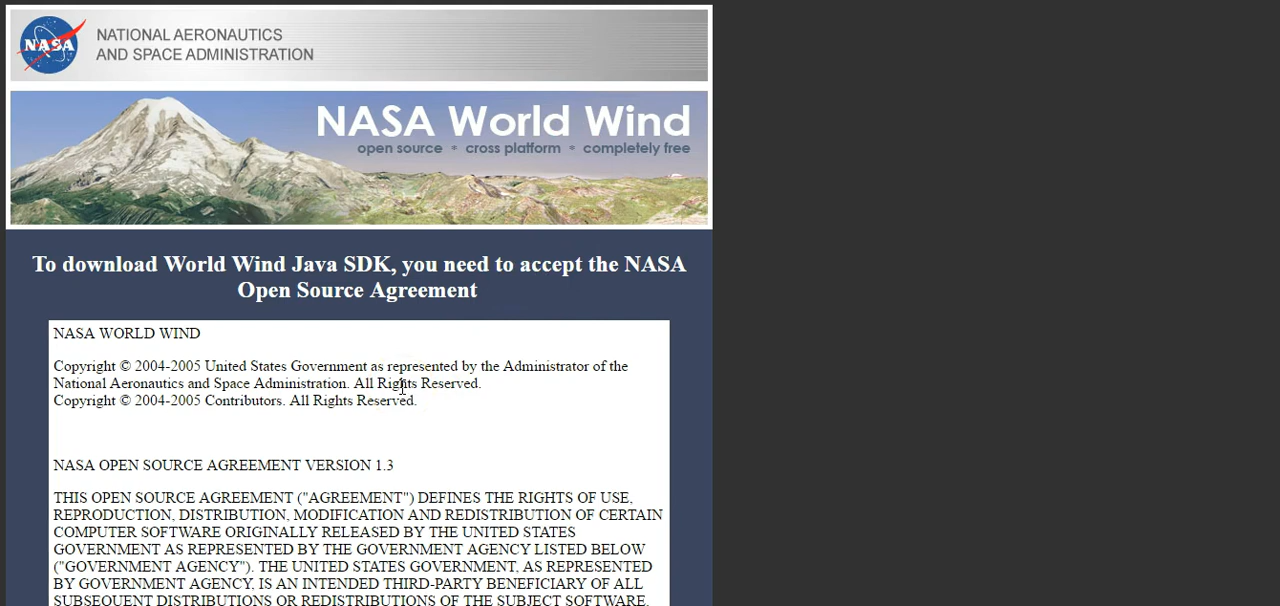 NASA
NATIONAL AERONAUTICS
AND SPACE ADMINISTRATION
NASA World Wind
open source * cross platform * completely free
To download World Wind Java SDK, you need to accept the NASA
Open Source Agreement
NASA WORLD WIND
Copyright © 2004-2005 United States Government as represented by the Administrator of the
National Aeronautics and Space Administration. All Rights Reserved.
Copyright © 2004-2005 Contributors. All Rights Reserved.
NASA OPEN SOURCE AGREEMENT VERSION 1.3
THIS OPEN SOURCE AGREEMENT ("AGREEMENT") DEFINES THE RIGHTS OF USE,
REPRODUCTION, DISTRIBUTION, MODIFICATION AND REDISTRIBUTION OF CERTAIN
COMPUTER SOFTWARE ORIGINALLY RELEASED BY THE UNITED STATES
GOVERNMENT AS REPRESENTED BY THE GOVERNMENT AGENCY LISTED BELOW
("GOVERNMENT AGENCY"). THE UNITED STATES GOVERNMENT, AS REPRESENTED
BY GOVERNMENT AGENCY, IS AN INTENDED THIRD-PARTY BENEFICIARY OF ALL
SUBSEQUENT DISTRIBUTIONS OR REDISTRIBUTIONS OF THE SUBJECT SOFTWARE.